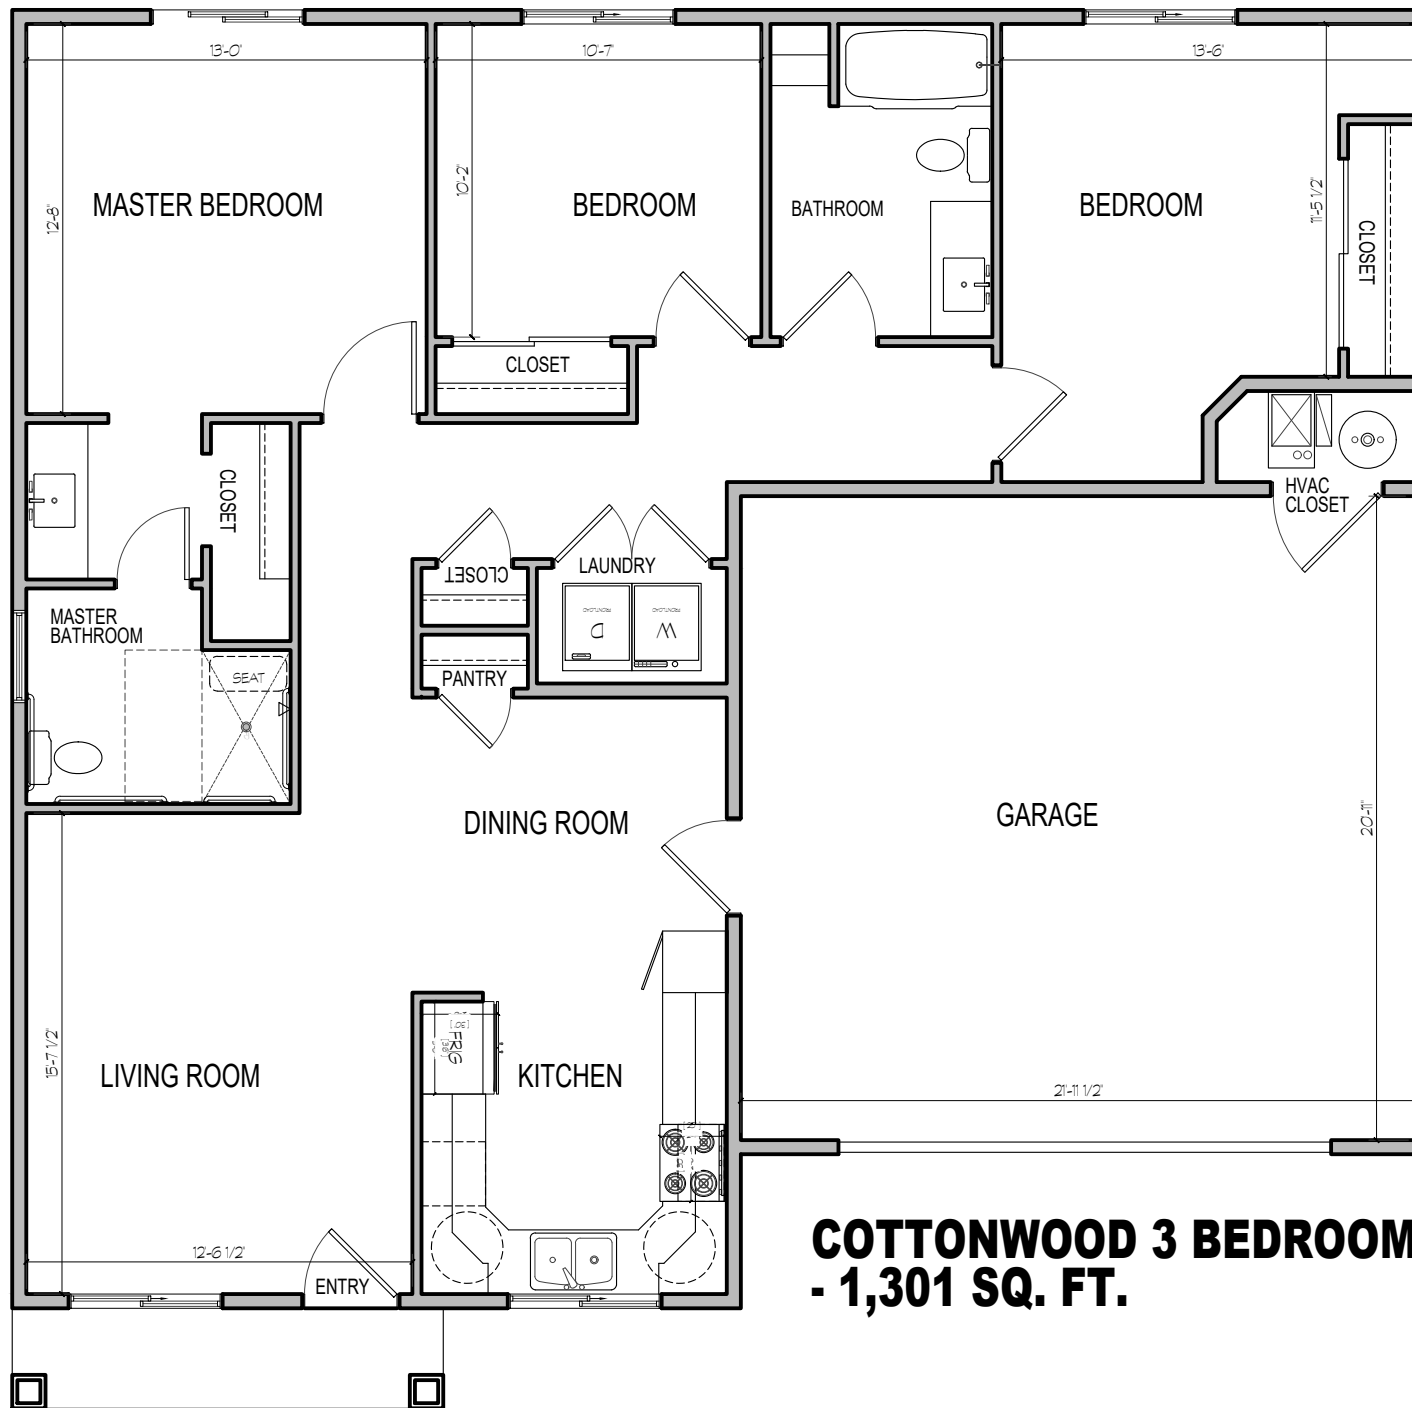 13'-0"
10'-7"
13'-6"
12'-8"
10'-2"
11'-5 1/2"
MASTER BEDROOM
BEDROOM
BATHROOM
BEDROOM
CLOSET
CLOSET
CLOSET
HVAC
CLOSET
CLOSET
LAUNDRY
FRONTLOAD
D
FRONTLOAD
W
MASTER
BATHROOM
SEAT
PANTRY
DINING ROOM
GARAGE
20'-11"
15'-7 1/2"
LIVING ROOM
FRIG
KITCHEN
21'-11 1/2"
12'-6 1/2"
ENTRY
COTTONWOOD 3 BEDROOM
- 1,301 SQ. FT.